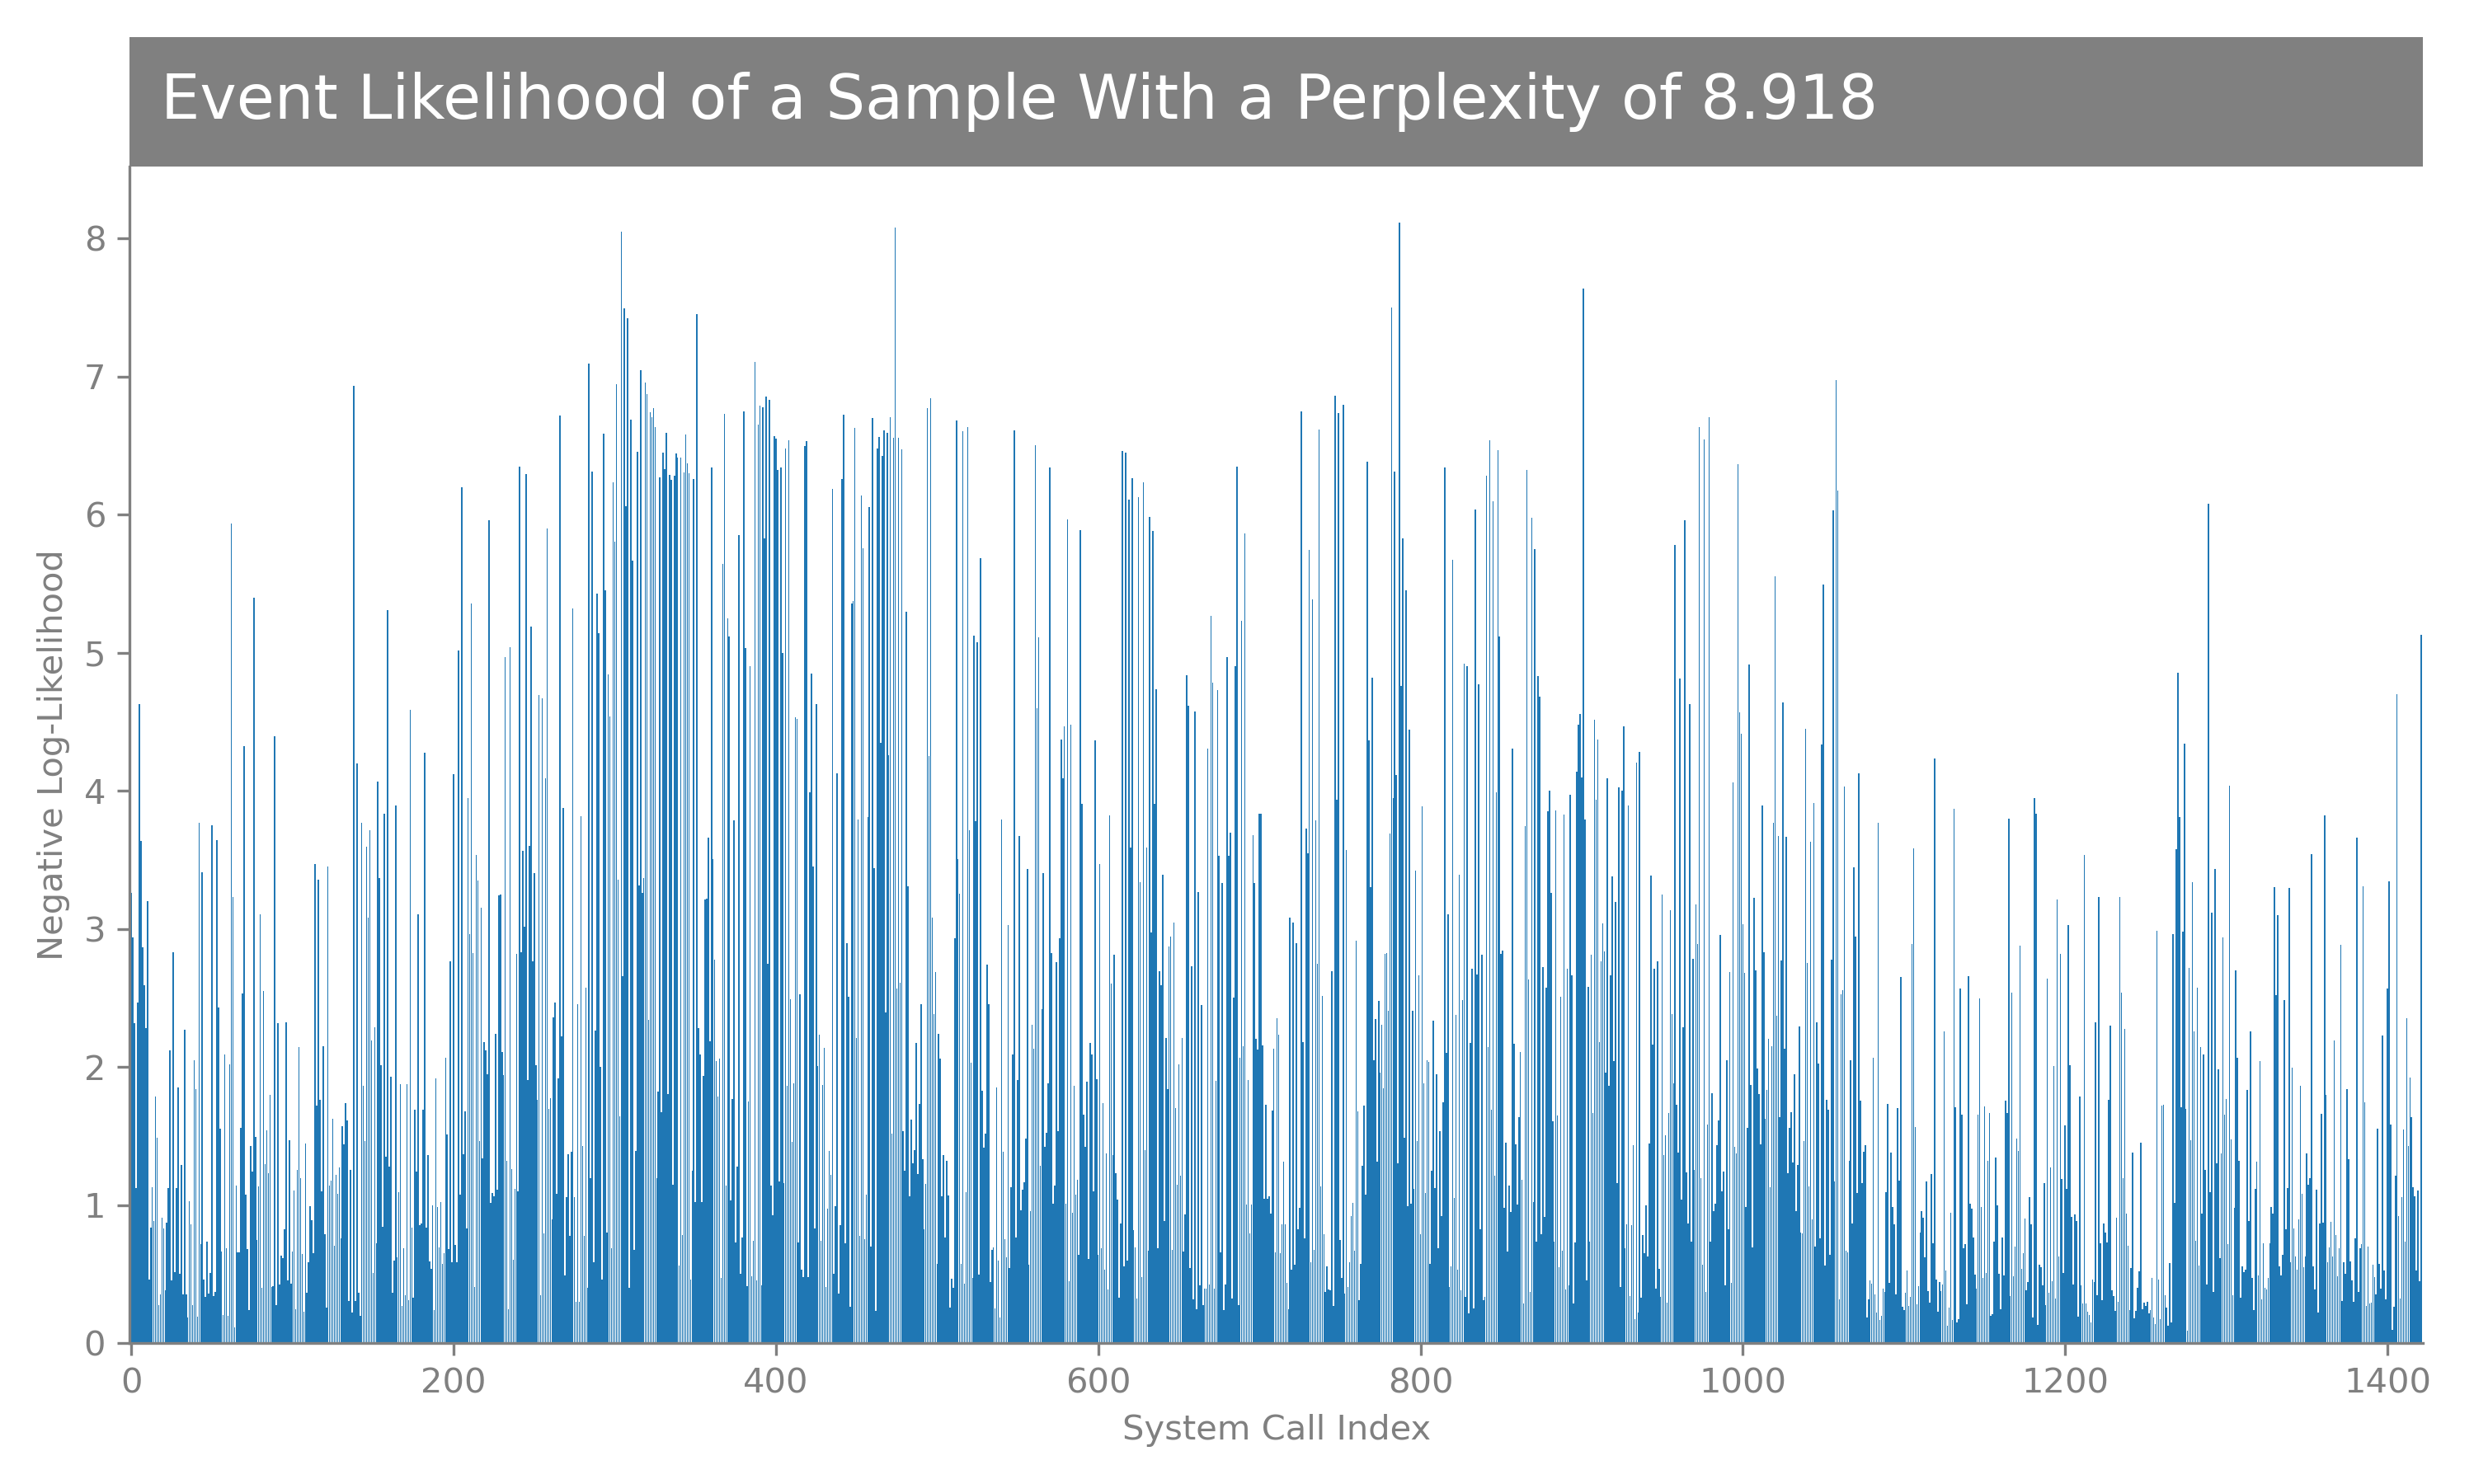 Event Likelihood of a Sample With a Perplexity of 8.918
8
7
6
5
4
3
2
1
0
Negative Log-Likelihood
0 200 400 600 800 1000 1200 1400
System Call Index